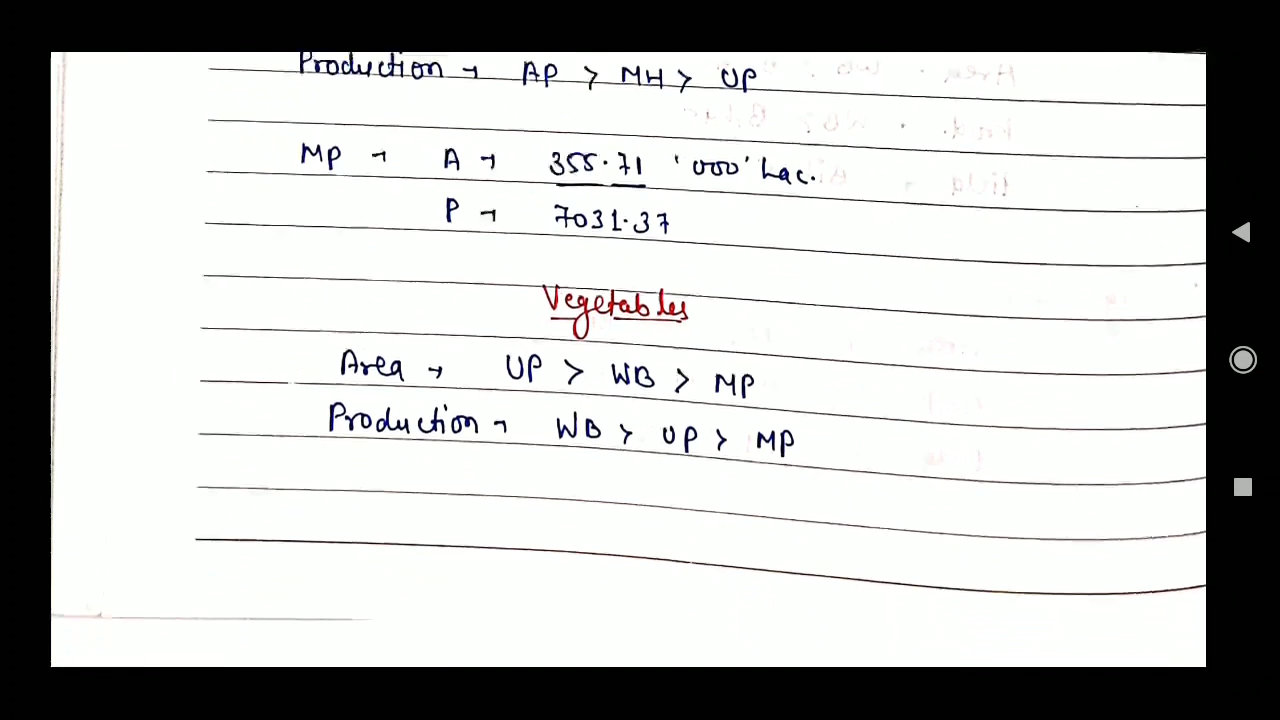 Production → AP > MH > UP
MP → A → 355.71 '000' hac.
P → 7031.37
Vegetables
Area → UP > WB > MP
Production → WB > UP > MP